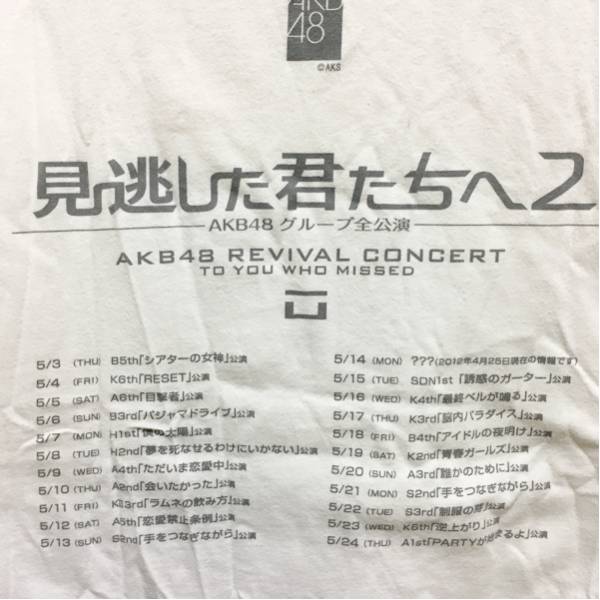 AKB
48
©AKS
見逃した君たちへ2
AKB48 グループ全公演
AKB48 REVIVAL CONCERT
TO YOU WHO MISSED
5/3 (THU) B5th「シアターの女神」公演
5/4 (FRI) K6th「RESET」公演
5/5 (SAT) A6th「目撃者」公演
5/6 (SUN) B3rd「パジャマドライブ」公演
5/7 (MON) H1st「僕の太陽」公演
5/8 (TUE) H2nd「夢を死なせるわけにいかない」公演
5/9 (WED) A4th「ただいま恋愛中」公演
5/10 (THU) A2nd「会いたかった」公演
5/11 (FRI) KⅡ3rd「ラムネの飲み方」公演
5/12 (SAT) A5th「恋愛禁止条例」公演
5/13 (SUN) S2nd「手をつなぎながら」公演
5/14 (MON) ???(2012年4月25日現在の情報です)
5/15 (TUE) SDN1st「誘惑のガーター」公演
5/16 (WED) K4th「最終ベルが鳴る」公演
5/17 (THU) K3rd「脳内パラダイス」公演
5/18 (FRI) B4th「アイドルの夜明け」公演
5/19 (SAT) K2nd「青春ガールズ」公演
5/20 (SUN) A3rd「誰かのために」公演
5/21 (MON) S2nd「手をつなぎながら」公演
5/22 (TUE) S3rd「制服の芽」公演
5/23 (WED) K5th「逆上がり」公演
5/24 (THU) A1st「PARTYが始まるよ」公演